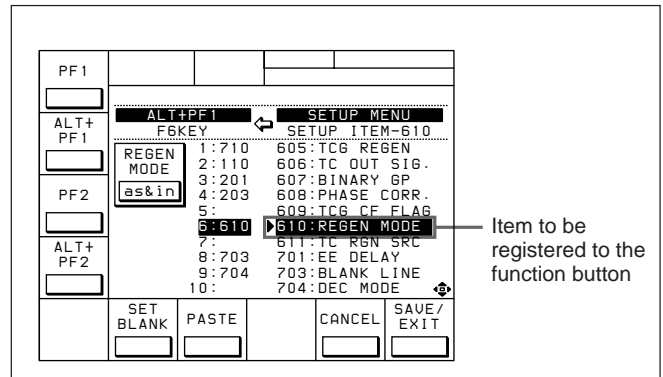 PF1
ALT+
PF1
PF2
ALT+
PF2
ALT+PF1
F6KEY
REGEN
MODE
as&in
1:710
2:110
3:201
4:203
5:
6:610
7:
8:703
9:704
10:
SETUP MENU
SETUP ITEM-610
605:TCG REGEN
606:TC OUT SIG.
607:BINARY GP
608:PHASE CORR.
609:TCG CF FLAG
610:REGEN MODE
611:TC RGN SRC
701:EE DELAY
703:BLANK LINE
704:DEC MODE
SET
BLANK
PASTE
CANCEL
SAVE/
EXIT
Item to be
registered to the
function button